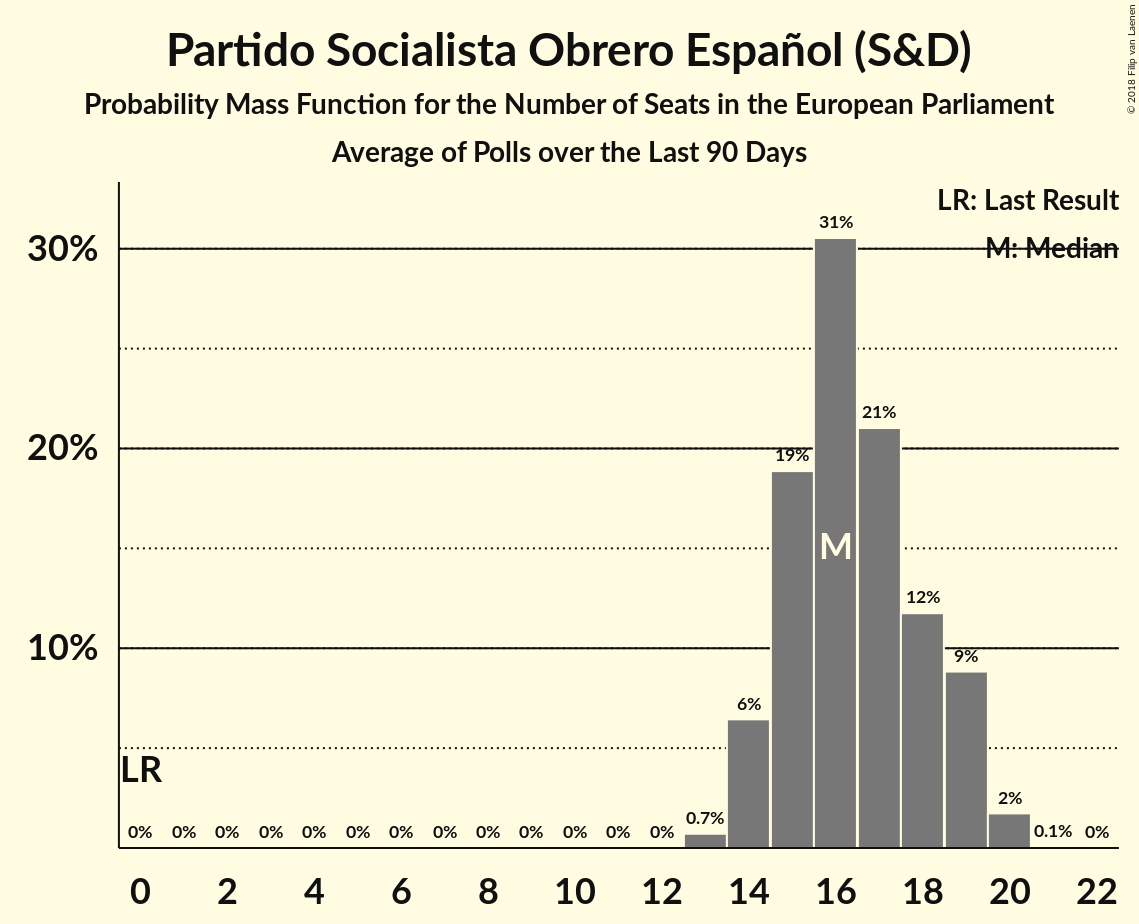 Partido Socialista Obrero Español (S&D)
Probability Mass Function for the Number of Seats in the European Parliament
Average of Polls over the Last 90 Days
© 2018 Filip van Laenen
LR: Last Result
M: Median
30%
20%
10%
31%
21%
19%
M
12%
9%
6%
LR
2%
0% 0% 0% 0% 0% 0% 0% 0% 0% 0% 0% 0% 0% 0.7% 0.1% 0%
0 2 4 6 8 10 12 14 16 18 20 22